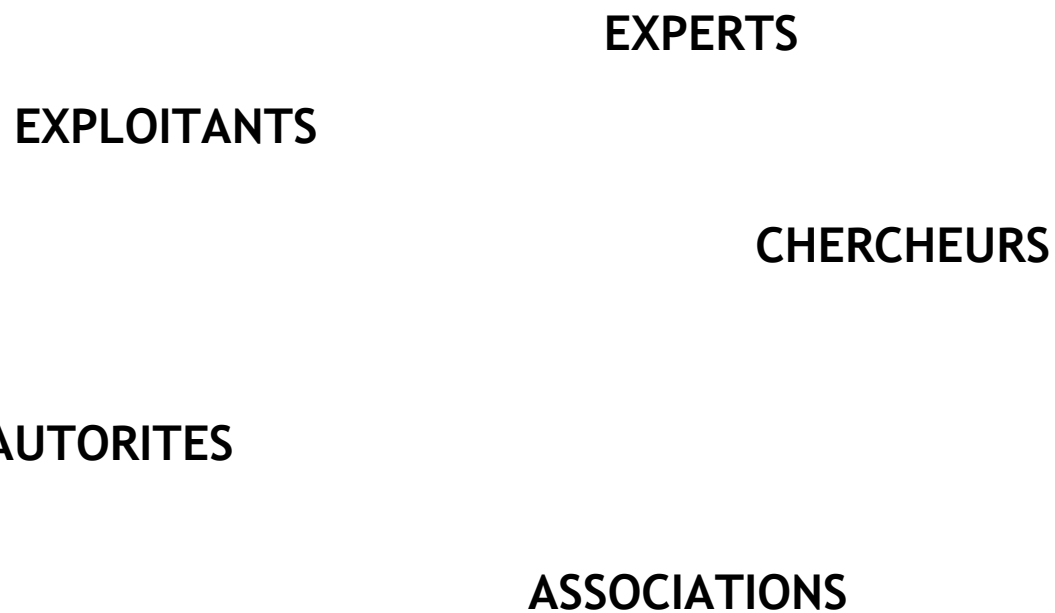 EXPERTS
EXPLOITANTS
CHERCHEURS
AUTORITES
ASSOCIATIONS